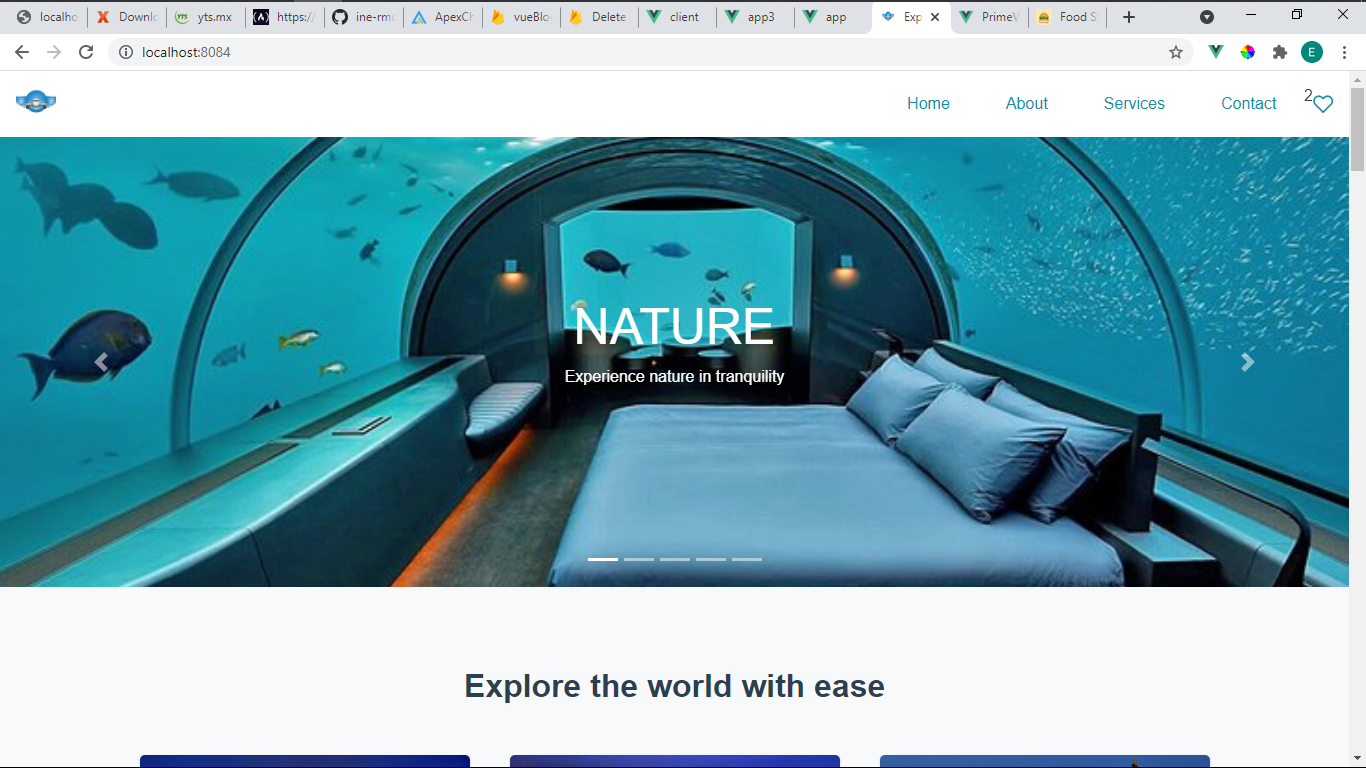 localho
Downlo
yts.mx
https://
ine-rmo
ApexCh
vueBlo
Delete
client
app3
app
Exp
PrimeV
Food S
localhost:8084
E
Home
About
Services
Contact
2
NATURE
Experience nature in tranquility
Explore the world with ease